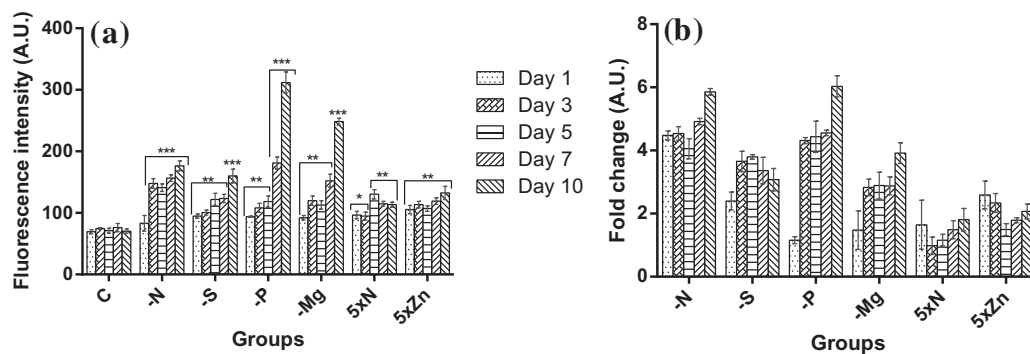 (a)
Fluorescence intensity (A.U.)
400
300
200
100
0
***
**
***
**
***
**
***
*
**
**
C
-N
-S
-P
-Mg
5xN
5xZn
Groups
Day 1
Day 3
Day 5
Day 7
Day 10
(b)
Fold change (A.U.)
8
6
4
2
0
-N
-S
-P
-Mg
5xN
5xZn
Groups